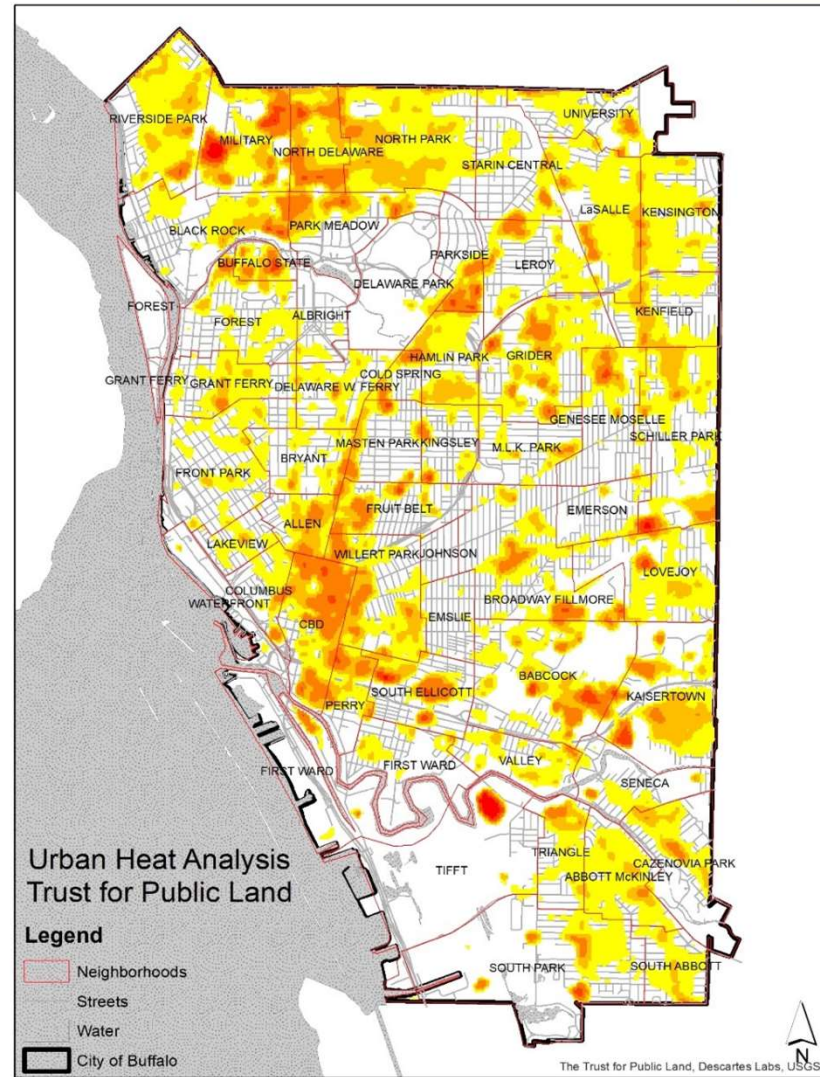 UNIVERSITY
RIVERSIDE PARK
MILITARY
NORTH PARK
NORTH DELAWARE
STARIN CENTRAL
LaSALLE
KENSINGTON
PARK MEADOW
BLACK ROCK
PARKSIDE
BUFFALO STATE
LEROY
DELAWARE PARK
FOREST
KENFIELD
FOREST
ALBRIGHT
HAMLIN PARK
GRIDER
COLD SPRING
GRANT FERRY
GRANT FERRY
DELAWARE W. FERRY
GENESEE MOSELLE
SCHILLER PARK
MASTEN PARK
KINGSLEY
M.L.K. PARK
BRYANT
FRONT PARK
FRUIT BELT
EMERSON
ALLEN
LAKEVIEW
WILLERT PARK
JOHNSON
LOVEJOY
COLUMBUS
BROADWAY FILLMORE
WATERFRONT
EMSLIE
CBD
BABCOCK
SOUTH ELLICOTT
KAISERTOWN
PERRY
VALLEY
FIRST WARD
FIRST WARD
SENECA
TRIANGLE
CAZENOVIA PARK
TIFFT
ABBOTT McKINLEY
SOUTH PARK
SOUTH ABBOTT
Urban Heat Analysis
Trust for Public Land
Legend
Neighborhoods
Streets
Water
City of Buffalo
N
The Trust for Public Land, Descartes Labs, USGS